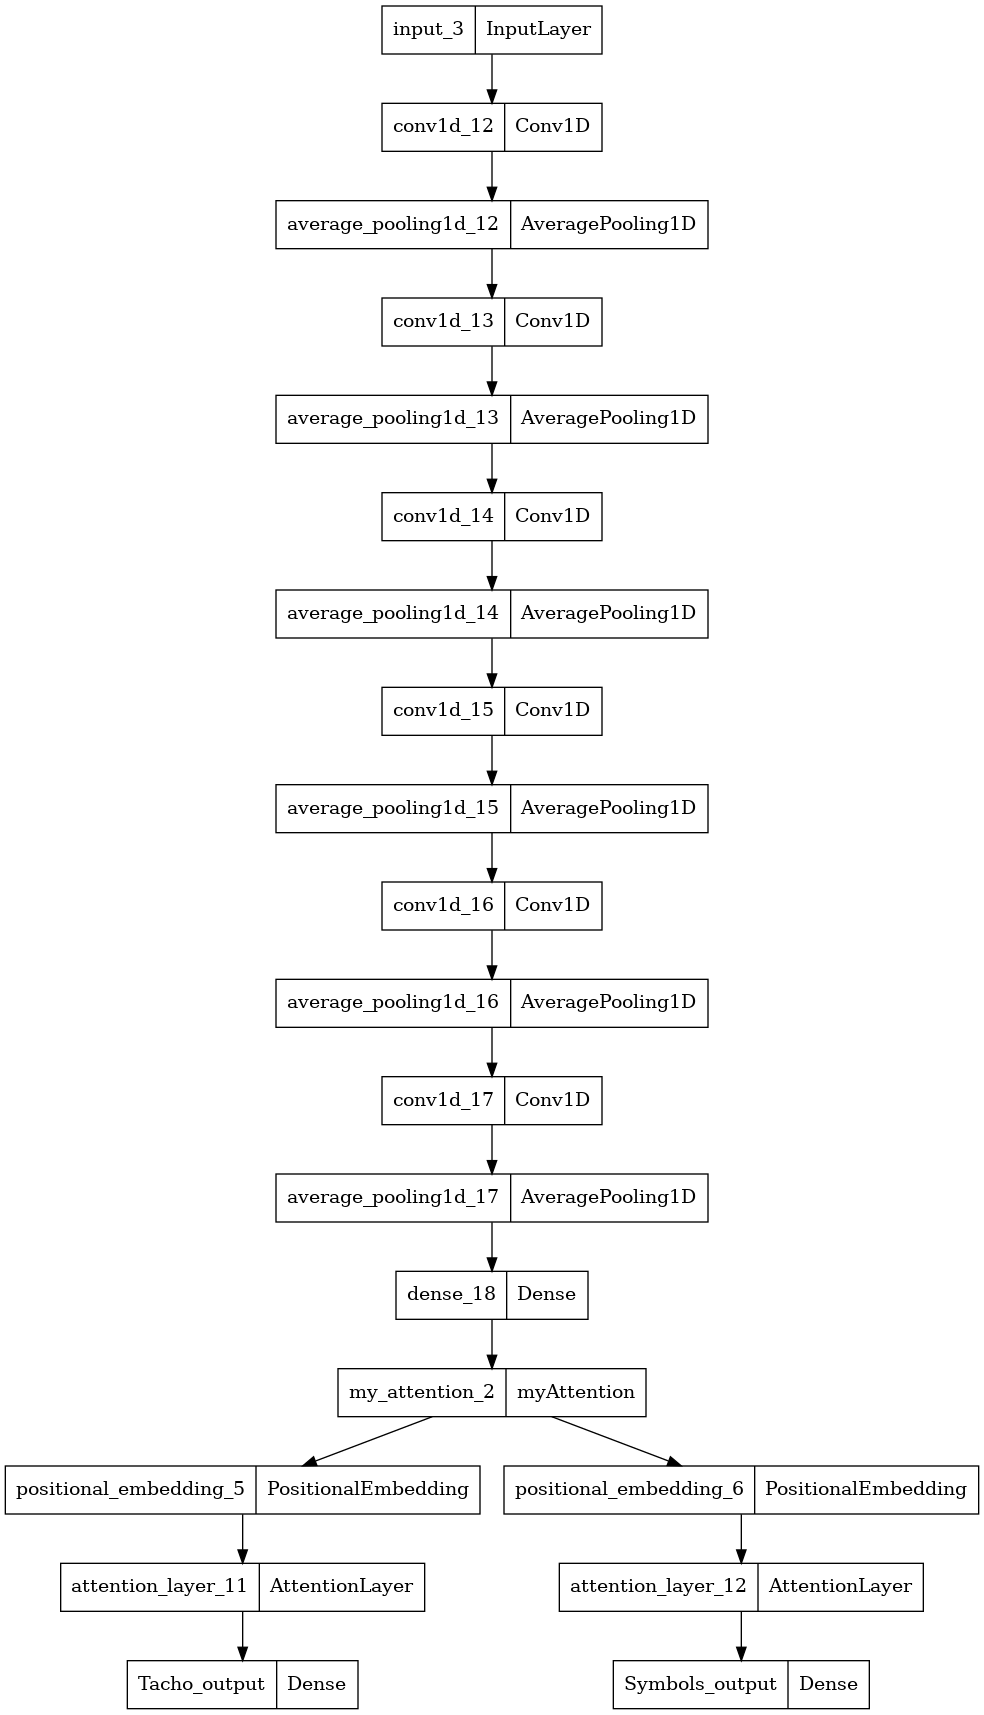 input_3 InputLayer
conv1d_12 Conv1D
average_pooling1d_12 AveragePooling1D
conv1d_13 Conv1D
average_pooling1d_13 AveragePooling1D
conv1d_14 Conv1D
average_pooling1d_14 AveragePooling1D
conv1d_15 Conv1D
average_pooling1d_15 AveragePooling1D
conv1d_16 Conv1D
average_pooling1d_16 AveragePooling1D
conv1d_17 Conv1D
average_pooling1d_17 AveragePooling1D
dense_18 Dense
my_attention_2 myAttention
positional_embedding_5 PositionalEmbedding positional_embedding_6 PositionalEmbedding
attention_layer_11 AttentionLayer attention_layer_12 AttentionLayer
Tacho_output Dense Symbols_output Dense